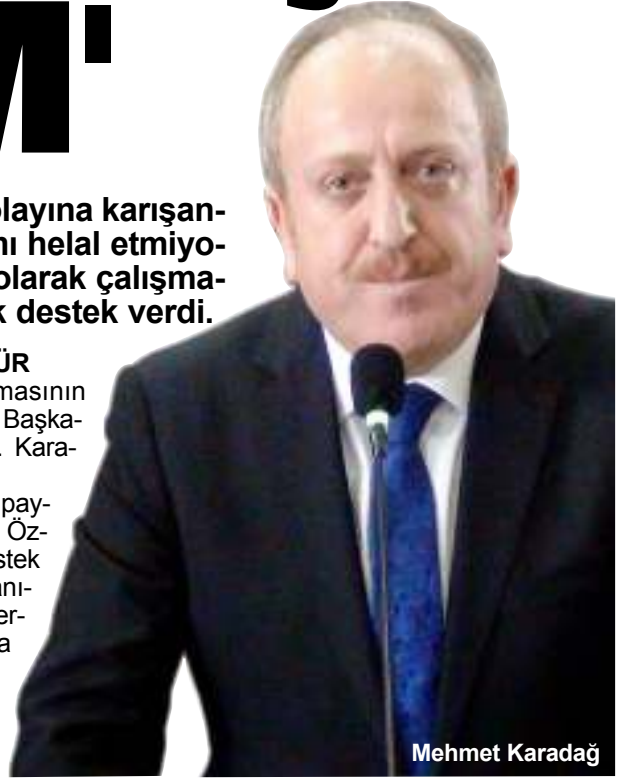 M'
olayına karışan-
nı helal etmiyo-
olarak çalışma-
k destek verdi.
ÜR
masının
Başka-
. Kara-
pay-
Öz-
stek
anı-
er-
a
Mehmet Karadağ